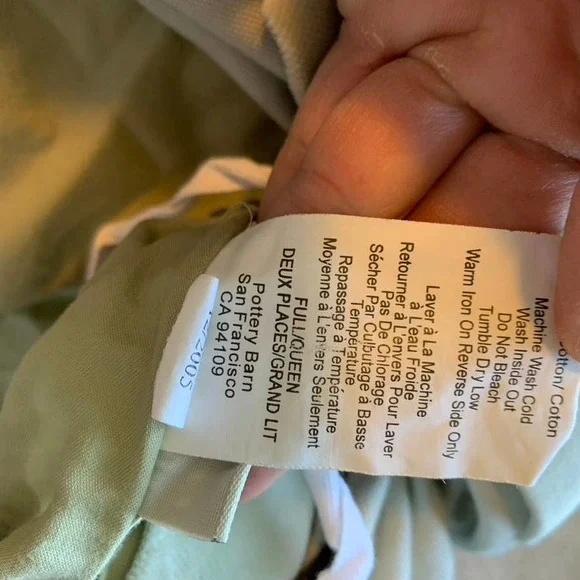 Cotton/ Coton
Machine Wash Cold
Wash Inside Out
Do Not Bleach
Tumble Dry Low
Warm Iron On Reverse Side Only
Laver à La Machine
à L'eau Froide
Retourner à L'envers Pour Laver
Pas De Chlorage
Sécher Par Culbutage à Basse
Température
Repassage à Température
Moyenne à L'envers Seulement
FULL/QUEEN
DEUX PLACES/GRAND LIT
Pottery Barn
San Francisco
CA 94109
2005